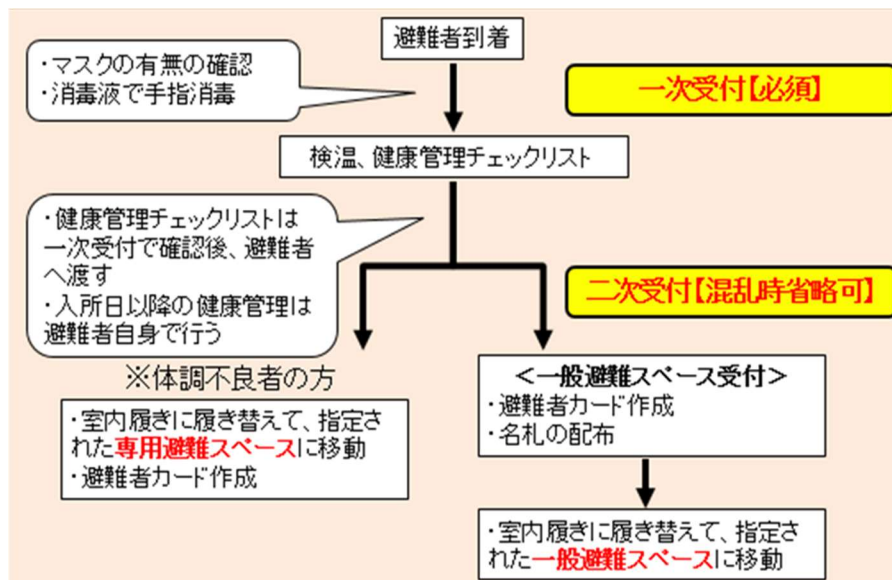 避難者到着
・マスクの有無の確認
・消毒液で手指消毒
一次受付【必須】
検温、健康管理チェックリスト
・健康管理チェックリストは
一次受付で確認後、避難者
へ渡す
・入所日以降の健康管理は
避難者自身で行う
二次受付【混乱時省略可】
※体調不良者の方
・室内履きに履き替えて、指定さ
れた専用避難スペースに移動
・避難者カード作成
＜一般避難スペース受付＞
・避難者カード作成
・名札の配布
・室内履きに履き替えて、指定さ
れた一般避難スペースに移動